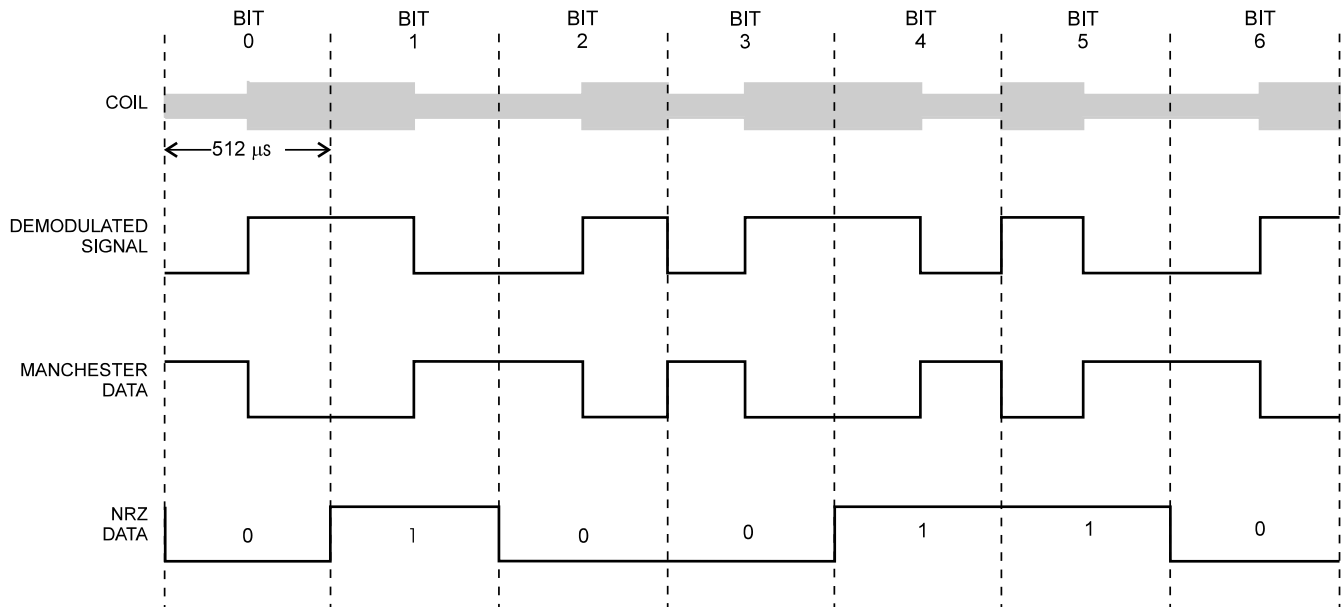 BIT BIT BIT BIT BIT BIT BIT
0 1 2 3 4 5 6
COIL
512 μs
DEMODULATED
SIGNAL
MANCHESTER
DATA
NRZ
DATA
0 1 0 0 1 1 0